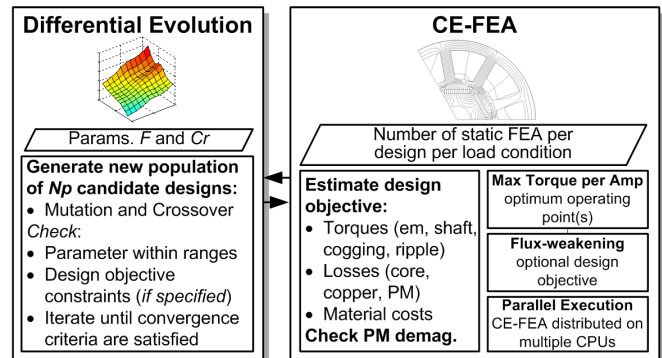 Differential Evolution
Params. F and Cr
Generate new population
of Np candidate designs:
• Mutation and Crossover
Check:
• Parameter within ranges
• Design objective
constraints (if specified)
• Iterate until convergence
criteria are satisfied
CE-FEA
Number of static FEA per
design per load condition
Estimate design
objective:
• Torques (em, shaft,
cogging, ripple)
• Losses (core,
copper, PM)
• Material costs
Check PM demag.
Max Torque per Amp
optimum operating
point(s)
Flux-weakening
optional design
objective
Parallel Execution
CE-FEA distributed on
multiple CPUs